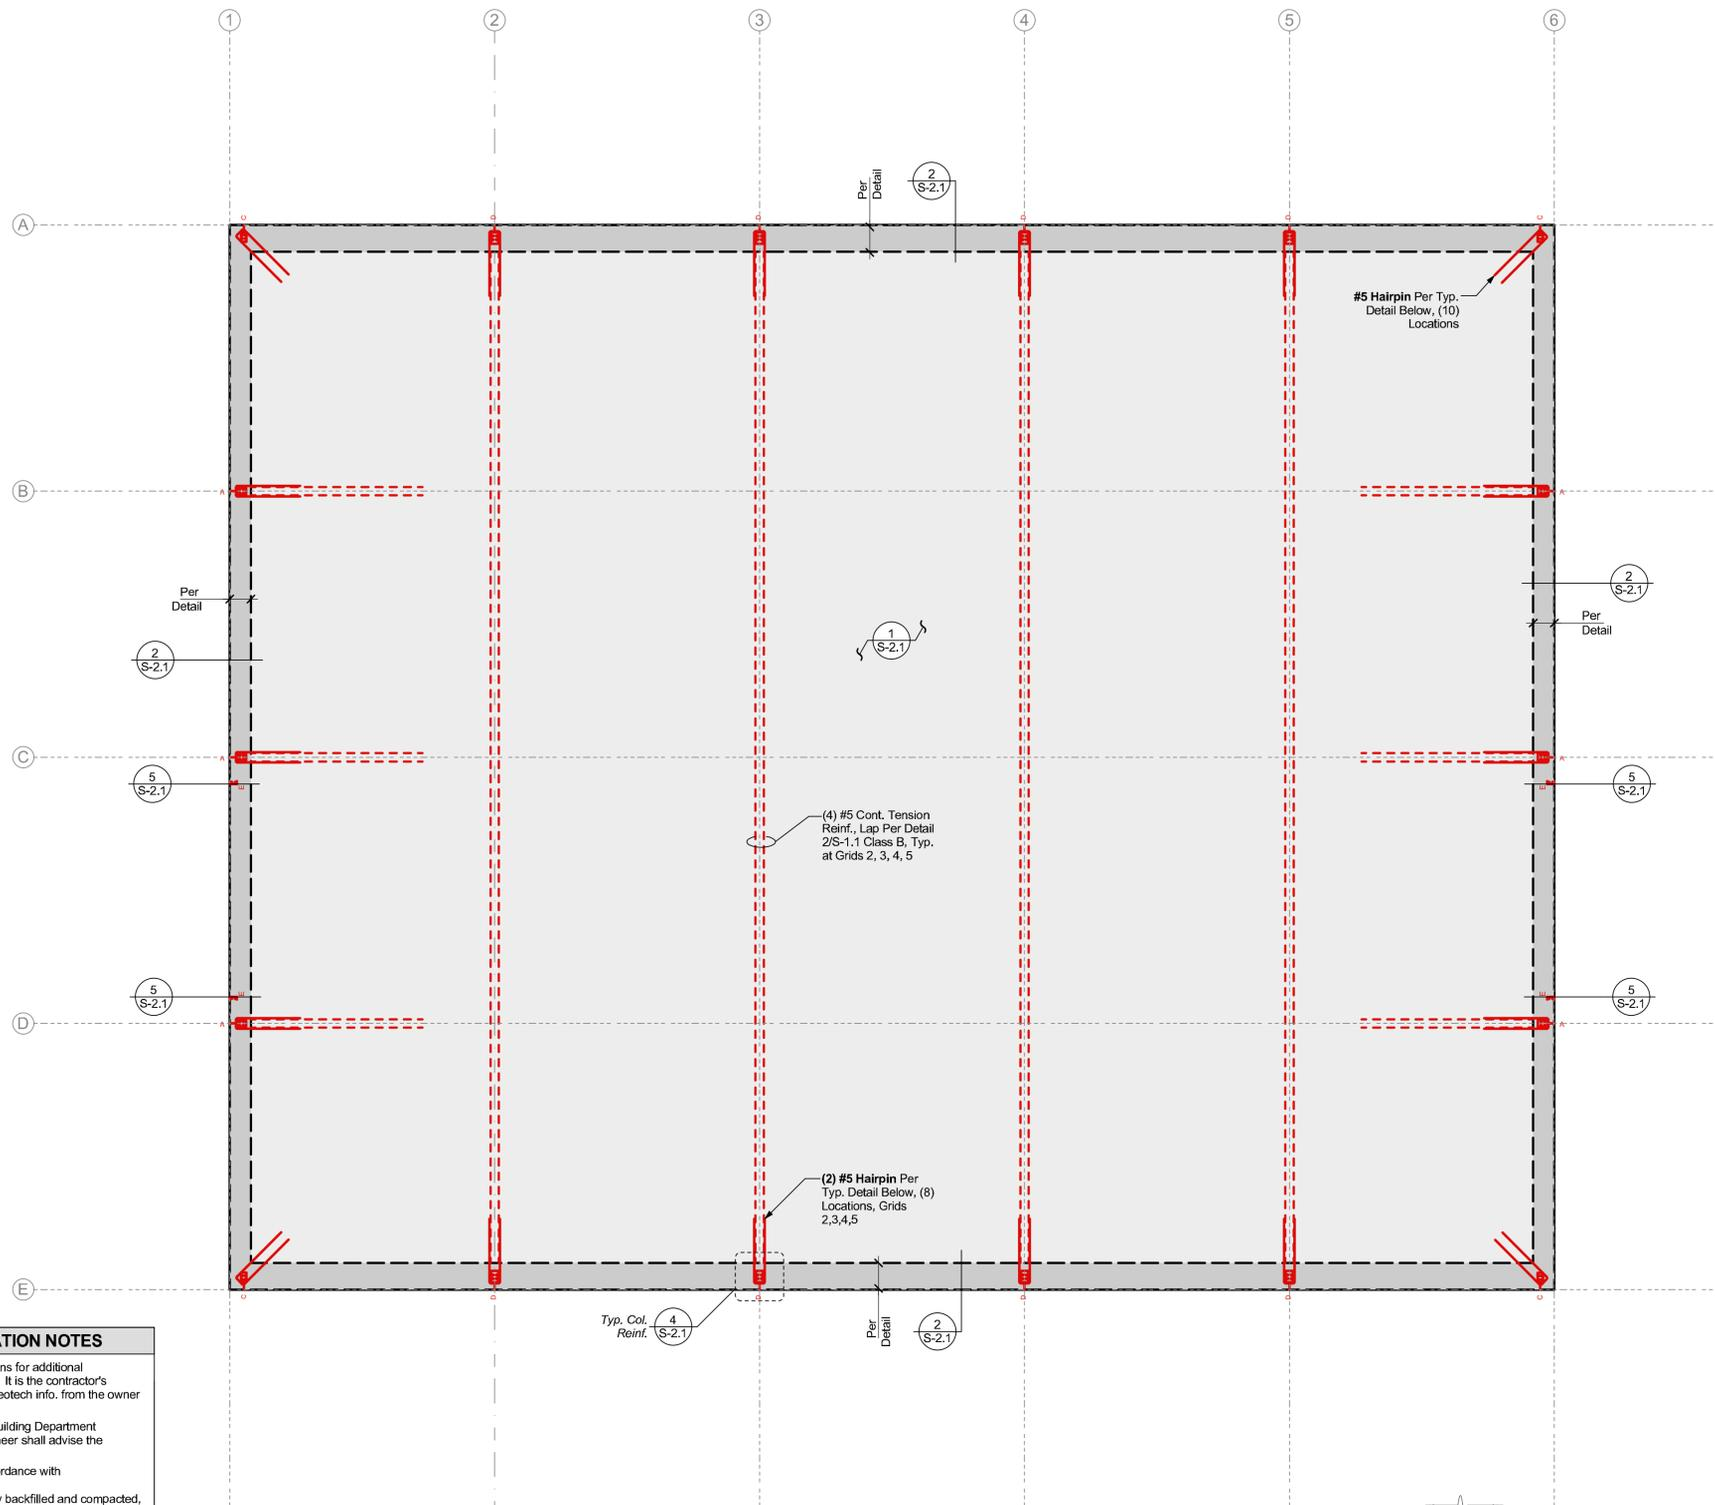 1
2
3
4
5
6
Per
Detail
2
S-2.1
A
C
D
D
D
D
C
#5 Hairpin Per Typ.
Detail Below, (10)
Locations
B
A
A
Per
Detail
2
S-2.1
2
S-2.1
Per
Detail
1
S-2.1
C
A
A
5
S-2.1
E
E
5
S-2.1
(4) #5 Cont. Tension
Reinf., Lap Per Detail
2/S-1.1 Class B, Typ.
at Grids 2, 3, 4, 5
5
S-2.1
E
E
5
S-2.1
D
A
A
(2) #5 Hairpin Per
Typ. Detail Below, (8)
Locations, Grids
2,3,4,5
E
C
D
D
D
D
C
Typ. Col.
Reinf.
4
S-2.1
Per
Detail
2
S-2.1
ATION NOTES
ns for additional
It is the contractor's
eotech info. from the owner
uilding Department
neer shall advise the
rdance with
y backfilled and compacted,